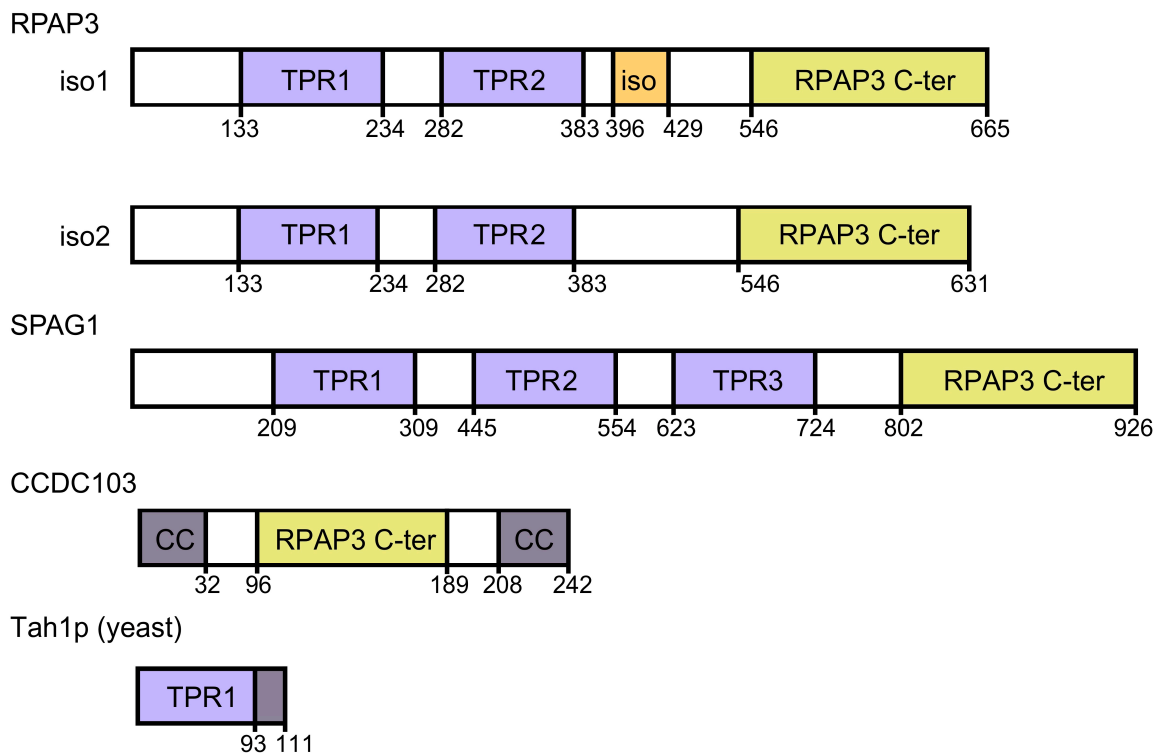 RPAP3
iso1 TPR1 TPR2 iso RPAP3 C-ter
133 234 282 383 396 429 546 665
iso2 TPR1 TPR2 RPAP3 C-ter
133 234 282 383 546 631
SPAG1
TPR1 TPR2 TPR3 RPAP3 C-ter
209 309 445 554 623 724 802 926
CCDC103
CC RPAP3 C-ter CC
32 96 189 208 242
Tah1p (yeast)
TPR1
93 111